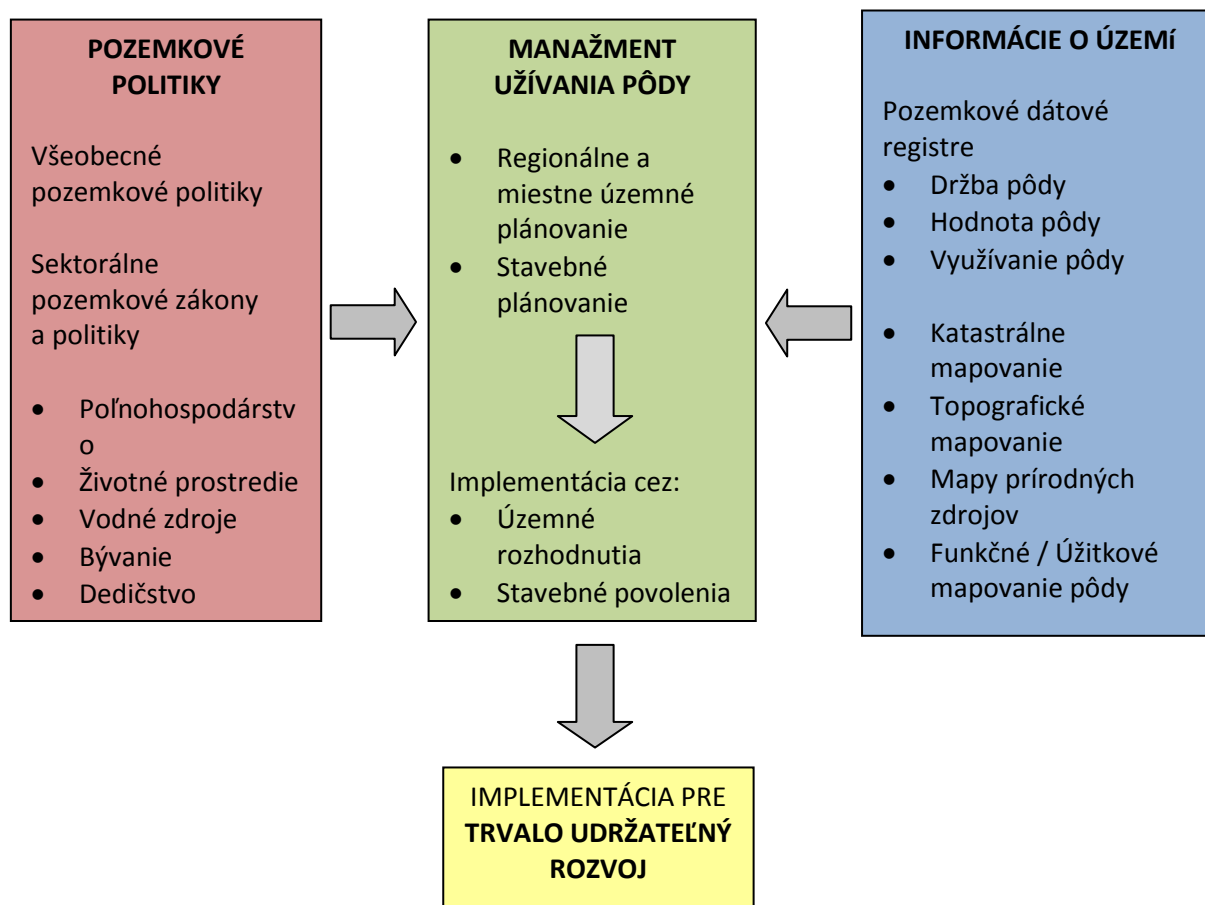 POZEMKOVÉ
POLITIKY
Všeobecné
pozemkové politiky
Sektorálne
pozemkové zákony
a politiky
• Poľnohospodárstv
o
• Životné prostredie
• Vodné zdroje
• Bývanie
• Dedičstvo
MANAŽMENT
UŽÍVANIA PÔDY
• Regionálne a
miestne územné
plánovanie
• Stavebné
plánovanie
Implementácia cez:
• Územné
rozhodnutia
• Stavebné povolenia
INFORMÁCIE O ÚZEMí
Pozemkové dátové
registre
• Držba pôdy
• Hodnota pôdy
• Využívanie pôdy
• Katastrálne
mapovanie
• Topografické
mapovanie
• Mapy prírodných
zdrojov
• Funkčné / Úžitkové
mapovanie pôdy
IMPLEMENTÁCIA PRE
TRVALO UDRŽATEĽNÝ
ROZVOJ